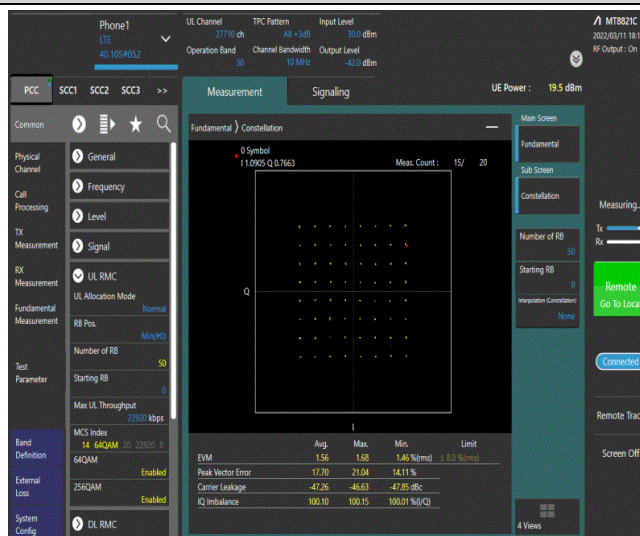 Phone1
LTE
40.10S#052
UL Channel TPC Pattern Input Level
27710 ch All +3dB 30.0 dBm
Operation Band Channel Bandwidth Output Level
30 10 MHz -42.0 dBm
MT8821C
2022/03/11 18:1
RF Output : On
PCC SCC1 SCC2 SCC3 >>
Measurement Signaling
UE Power : 19.5 dBm
Common
Physical
Channel
Call
Processing
TX
Measurement
RX
Measurement
Fundamental
Measurement
Test
Parameter
Band
Definition
External
Loss
System
Config
General
Frequency
Level
Signal
UL RMC
UL Allocation Mode
Normal
RB Pos.
Min(#0)
Number of RB
50
Starting RB
0
Max UL Throughput
22920 kbps
MCS Index
14 64QAM 20 22920 8
64QAM
Enabled
256QAM
Enabled
DL RMC
Fundamental 〉 Constellation
0 Symbol
I 1.0905 Q 0.7663 Meas. Count : 15/ 20
Q
I
Avg. Max. Min. Limit
EVM 1.56 1.68 1.46 %(rms) ≤ 8.0 %(rms)
Peak Vector Error 17.70 21.04 14.11 %
Carrier Leakage -47.26 -46.63 -47.85 dBc
IQ Imbalance 100.10 100.15 100.01 %(I/Q)
Main Screen
Fundamental
Sub Screen
Constellation
Number of RB
50
Starting RB
0
Interpolation (Constellation)
None
4 Views
Measuring..
Tx
Rx
Remote
Go To Loca
Connected
Remote Trac
Screen Off